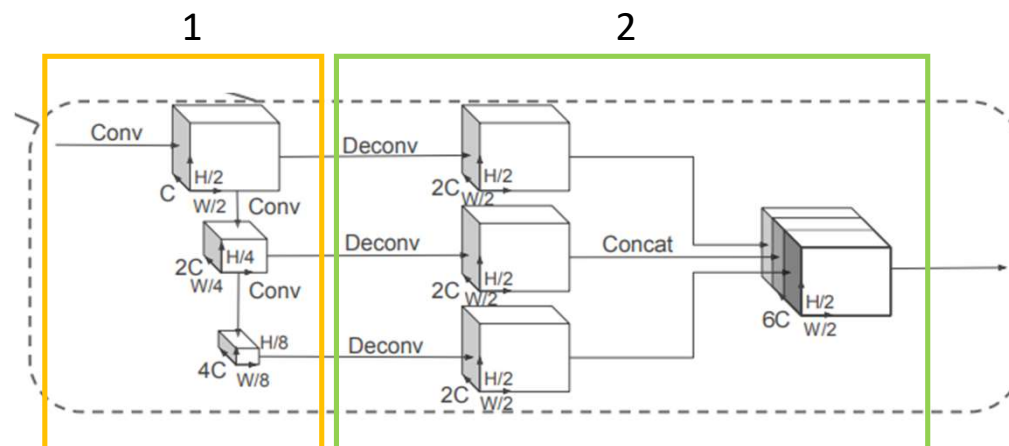 1
2
Conv
H/2
C
W/2
Conv
Deconv
H/2
2C
W/2
H/4
2C
W/4
Conv
Deconv
H/2
2C
W/2
Concat
H/2
6C
W/2
H/8
4C
W/8
Deconv
H/2
2C
W/2